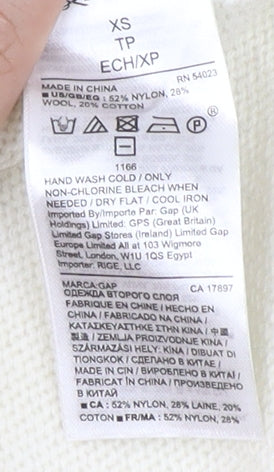 XS
TP
ECH/XP
RN 54023
MADE IN CHINA
■ US/GB/EG : 52% NYLON, 28%
WOOL, 20% COTTON
®
P
1166
HAND WASH COLD / ONLY
NON-CHLORINE BLEACH WHEN
NEEDED / DRY FLAT / COOL IRON
Imported By/Importe Par: Gap (UK
Holdings) Limited: GPS (Great Britain)
Limited Gap Stores (Ireland) Limited Gap
Europe Limited All at 103 Wigmore
Street, London, W1U 1QS Egypt
Importer: RIGE, LLC
MARCA:GAP CA 17897
ОДЕЖДА ВТОРОГО СЛОЯ
FABRIQUE EN CHINE / HECHO EN
CHINA / FABRICADO NA CHINA /
ΚΑΤΑΣΚΕΥΑΣΤΗΚΕ ΣΤΗΝ ΚΙΝΑ / 中國
製造 / ZEMLJA PROIZVODNJE KINA /
SZÁRMAZÁSI HELY: KÍNA / DIBUAT DI
TIONGKOK / СДЕЛАНО В КИТАЕ /
MADE IN CIN / ВИРОБЛЕНО В КИТАЇ /
FABRICAT ÎN CHINA / ПРОИЗВЕДЕНО
В КИТАЙ
■ CA : 52% NYLON, 28% LAINE, 20%
COTON ■ FR/MA : 52% NYLON, 28%